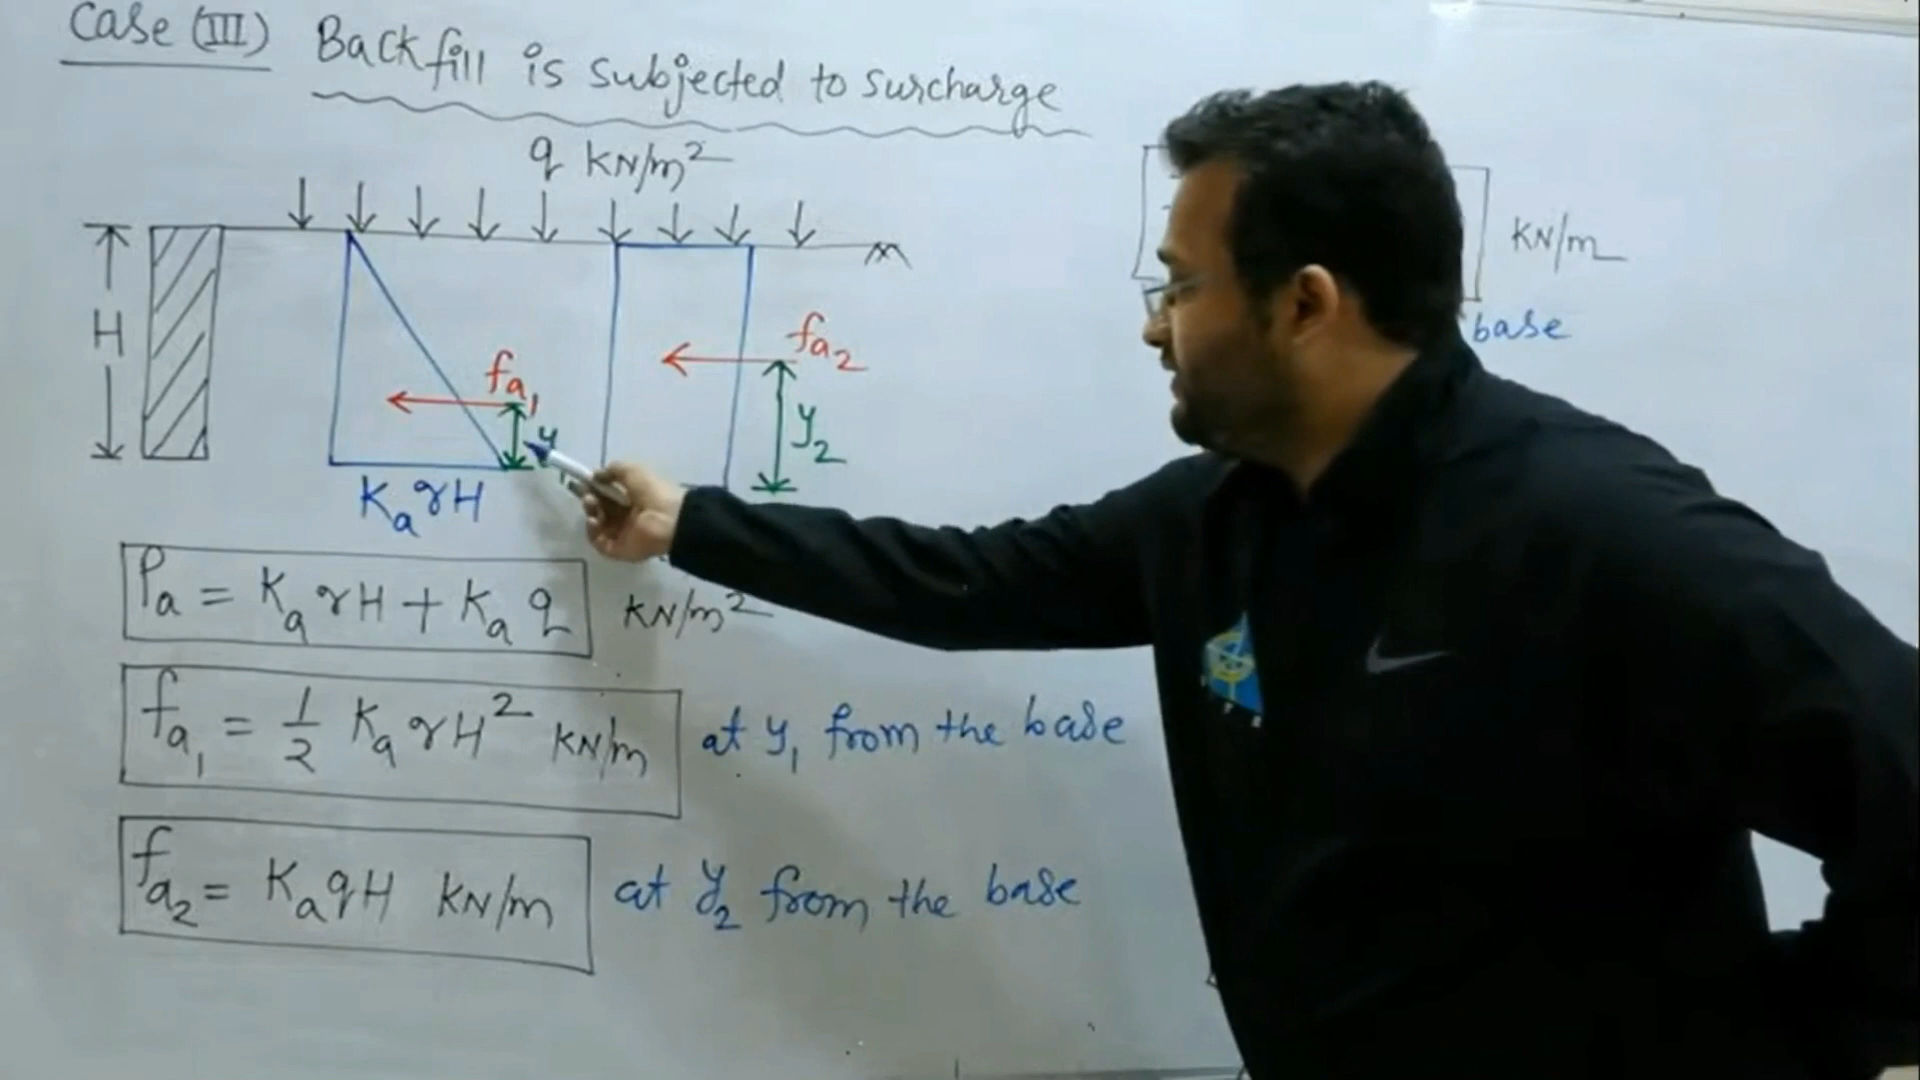 Case (III) Backfill is subjected to surcharge
q KN/m²
H
fa₁
fa₂
y₂
KaγH
KN/m
base
Pa = KaγH + Ka q KN/m²
fa₁ = 1/2 KaγH² KN/m at y₁ from the base
fa₂ = KaqH KN/m at y₂ from the base